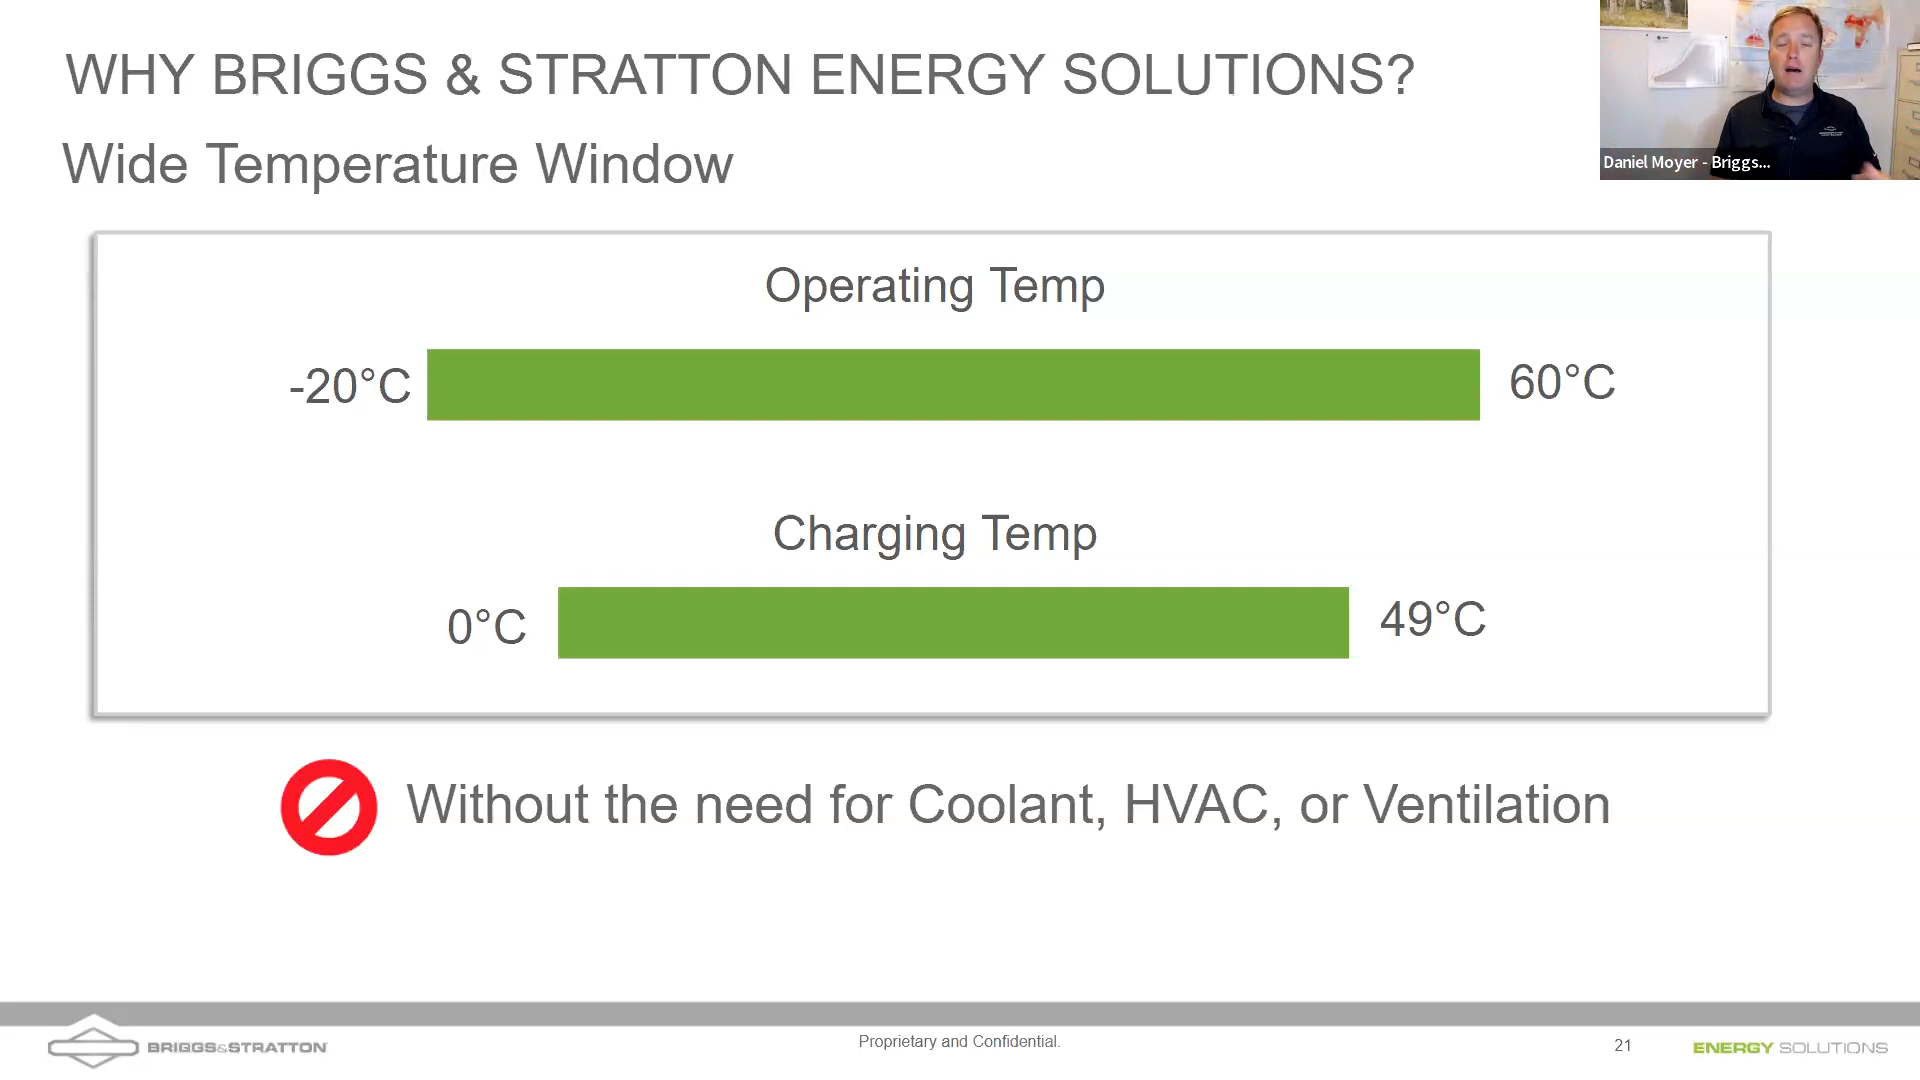 WHY BRIGGS & STRATTON ENERGY SOLUTIONS?
Wide Temperature Window
Daniel Moyer - Briggs...
Operating Temp
-20°C
60°C
Charging Temp
0°C
49°C
Without the need for Coolant, HVAC, or Ventilation
BRIGGS&STRATTON
Proprietary and Confidential.
21
ENERGY SOLUTIONS